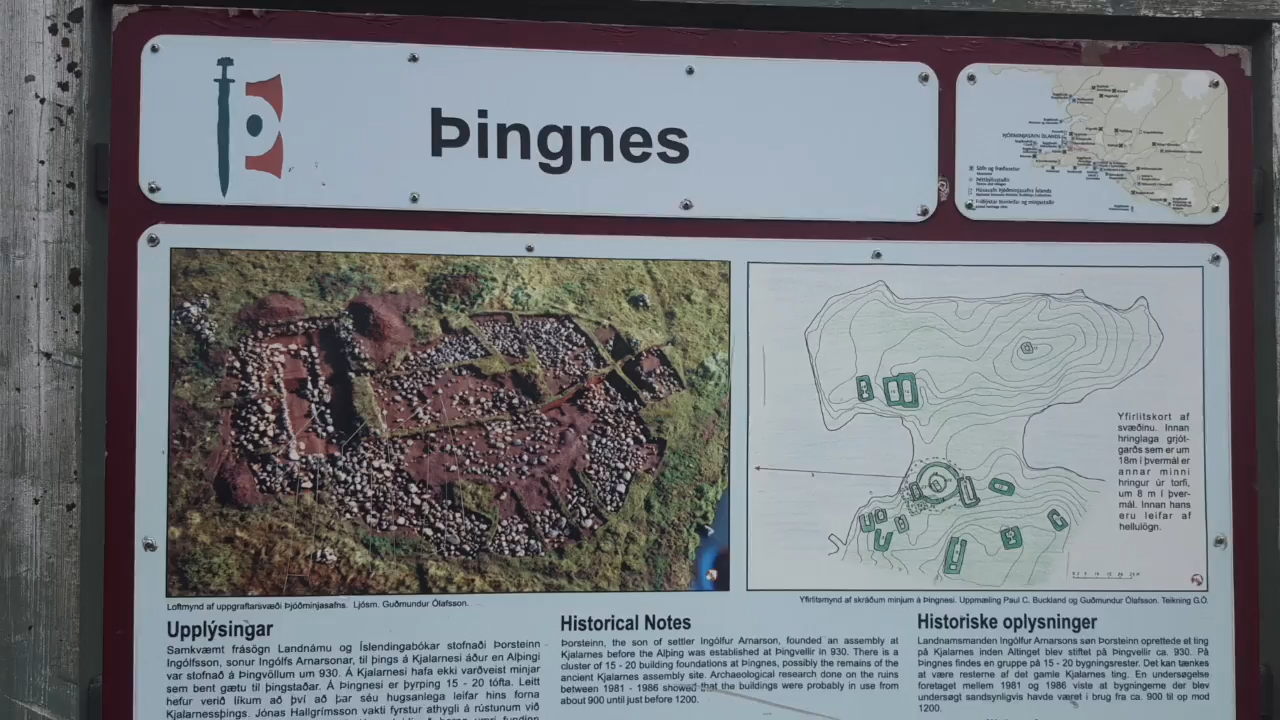 Þingnes
ÞJÓÐMINJASAFN ÍSLANDS
Yfirlitskort af
svæðinu. Innan
hringlaga grjót-
garðs sem er um
18m í þvermál er
annar minni
hringur úr torfi,
um 8 m í þver-
mál. Innan hans
eru leifar af
hellulögn.
Loftmynd af uppgraftarsvæði Þjóðminjasafns. Ljósm. Guðmundur Ólafsson.
Yfirlitsmynd af skráðum minjum á Þingnesi. Uppmæling Paul C. Buckland og Guðmundur Ólafsson. Teikning G.Ó.
Upplýsingar
Samkvæmt frásögn Landnámu og Íslendingabókar stofnaði Þorsteinn
Ingólfsson, sonur Ingólfs Arnarsonar, til þings á Kjalarnesi áður en Alþingi
var stofnað á Þingvöllum um 930. Á Kjalarnesi hafa ekki varðveist minjar
sem bent gætu til þingstaðar. Á Þingnesi er þyrping 15 - 20 tófta. Leitt
hefur verið líkum að því að þar séu hugsanlega leifar hins forna
Kjalarnessþings. Jónas Hallgrímsson vakti fyrstur athygli á rústunum við
Historical Notes
Þorsteinn, the son of settler Ingólfur Arnarson, founded an assembly at
Kjalarnes before the Alþing was established at Þingvellir in 930. There is a
cluster of 15 - 20 building foundations at Þingnes, possibly the remains of the
ancient Kjalarnes assembly site. Archaeological research done on the ruins
between 1981 - 1986 showed that the buildings were probably in use from
about 900 until just before 1200.
Historiske oplysninger
Landnamsmanden Ingólfur Arnarsons søn Þorsteinn oprettede et ting
på Kjalarnes inden Altinget blev stiftet på Þingvellir ca. 930. På
Þingnes findes en gruppe på 15 - 20 bygningsrester. Det kan tænkes
at være resterne af det gamle Kjalarnes ting. En undersøgelse
foretaget mellem 1981 og 1986 viste at bygningerne der blev
undersøgt sandsynligvis havde været i brug fra ca. 900 til op mod
1200.